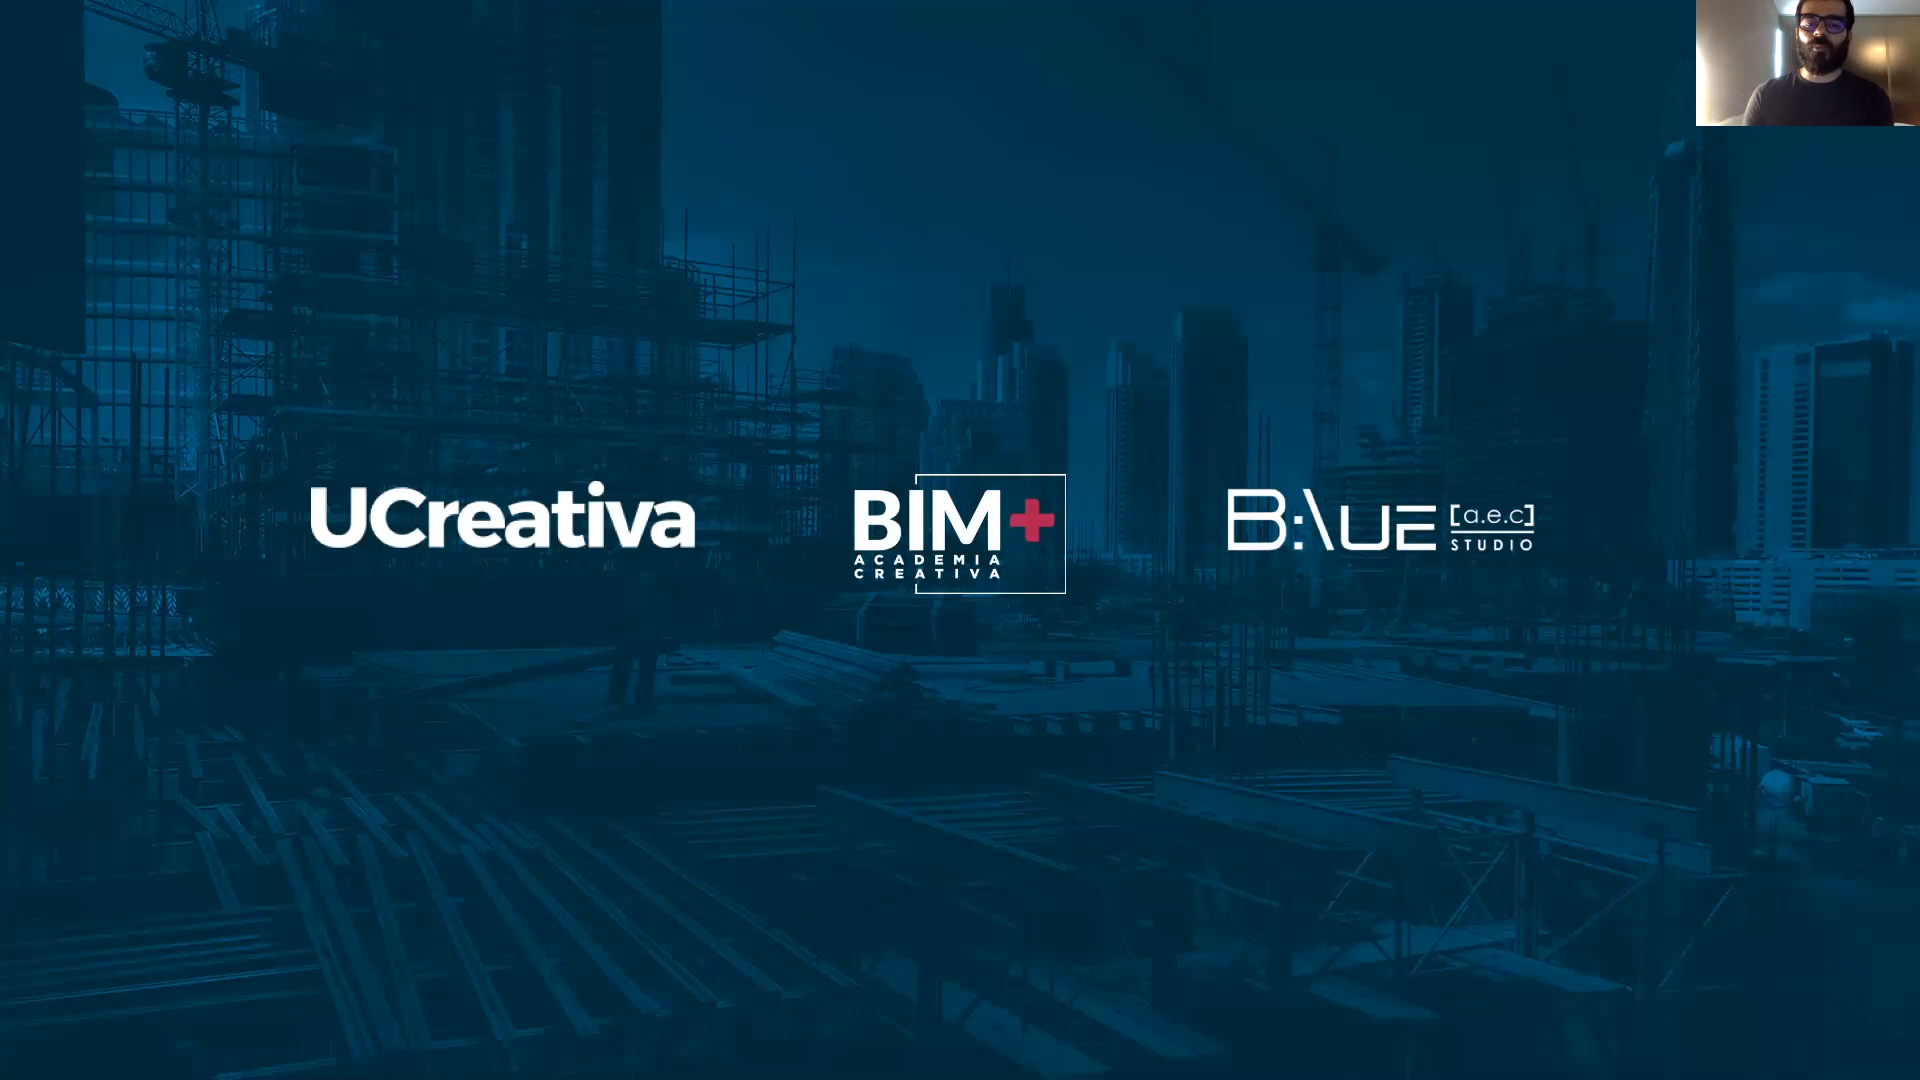 UCreativa
BIM+
ACADEMIA
CREATIVA
B:\UE [a.e.c]
STUDIO